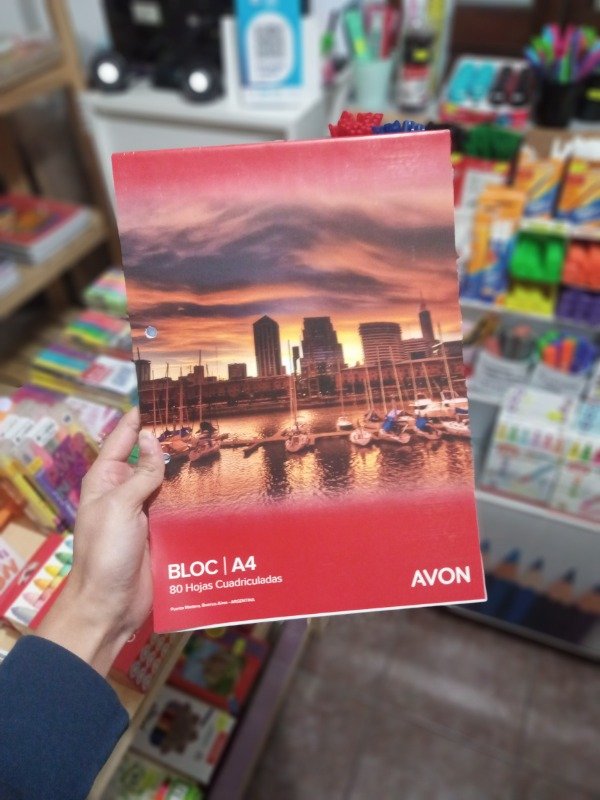 BLOC | A4
80 Hojas Cuadriculadas
Puerto Madero, Buenos Aires - ARGENTINA
AVON